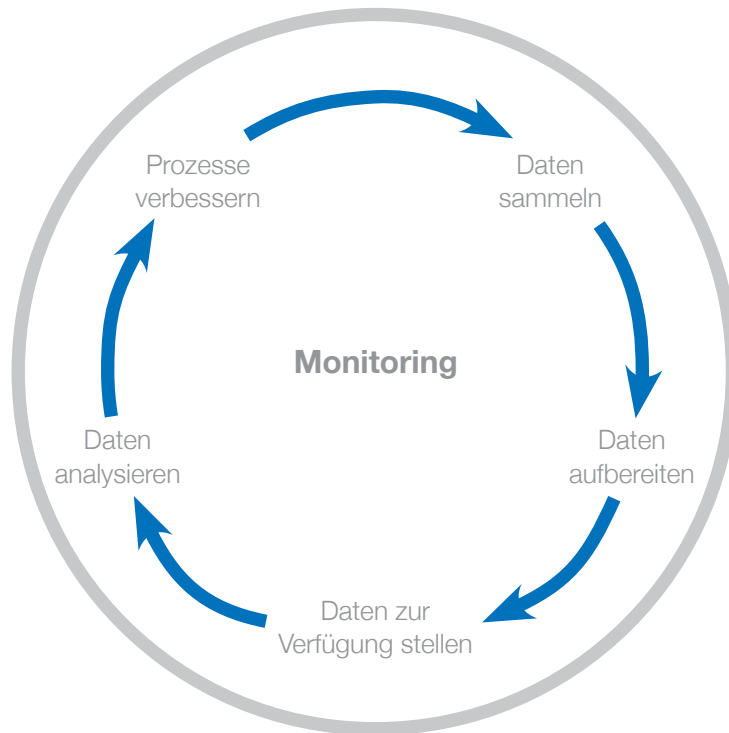 Prozesse
verbessern
Daten
sammeln
Monitoring
Daten
analysieren
Daten
aufbereiten
Daten zur
Verfügung stellen